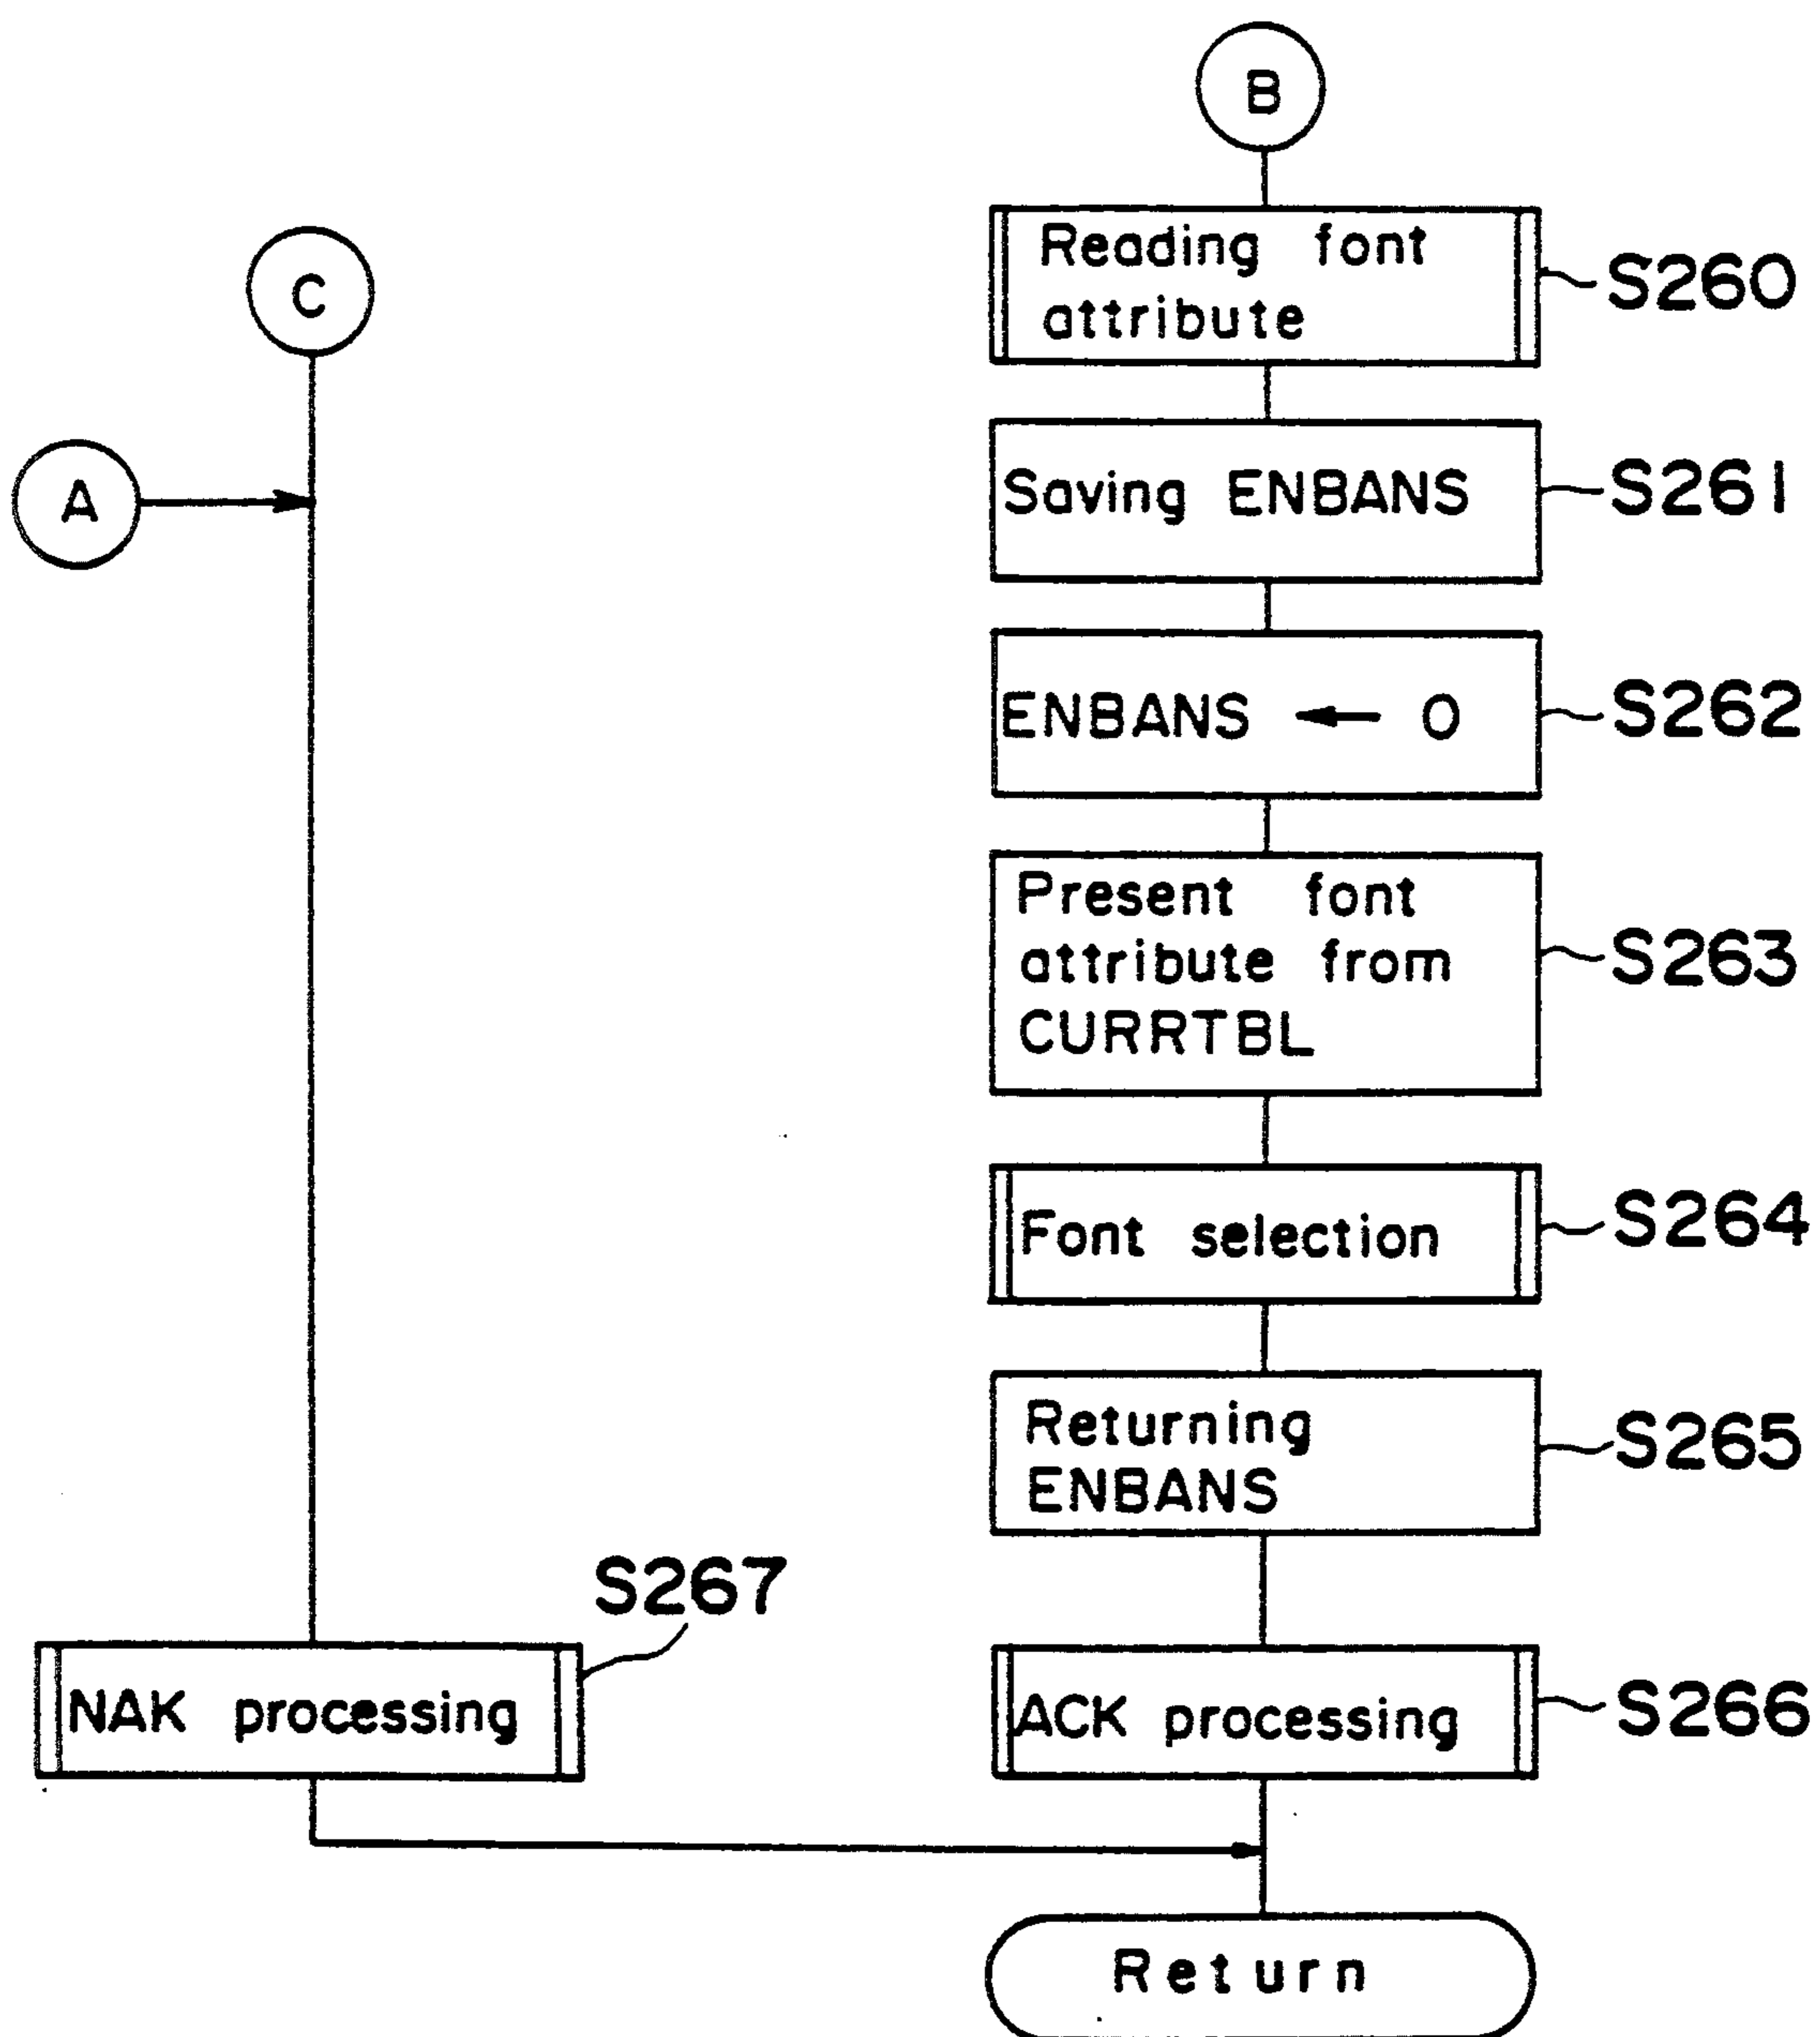 B
Reading font
attribute
S260
C
A
Saving ENBANS
S261
ENBANS ← 0
S262
Present font
attribute from
CURRTBL
S263
Font selection
S264
Returning
ENBANS
S265
S267
NAK processing
ACK processing
S266
Return